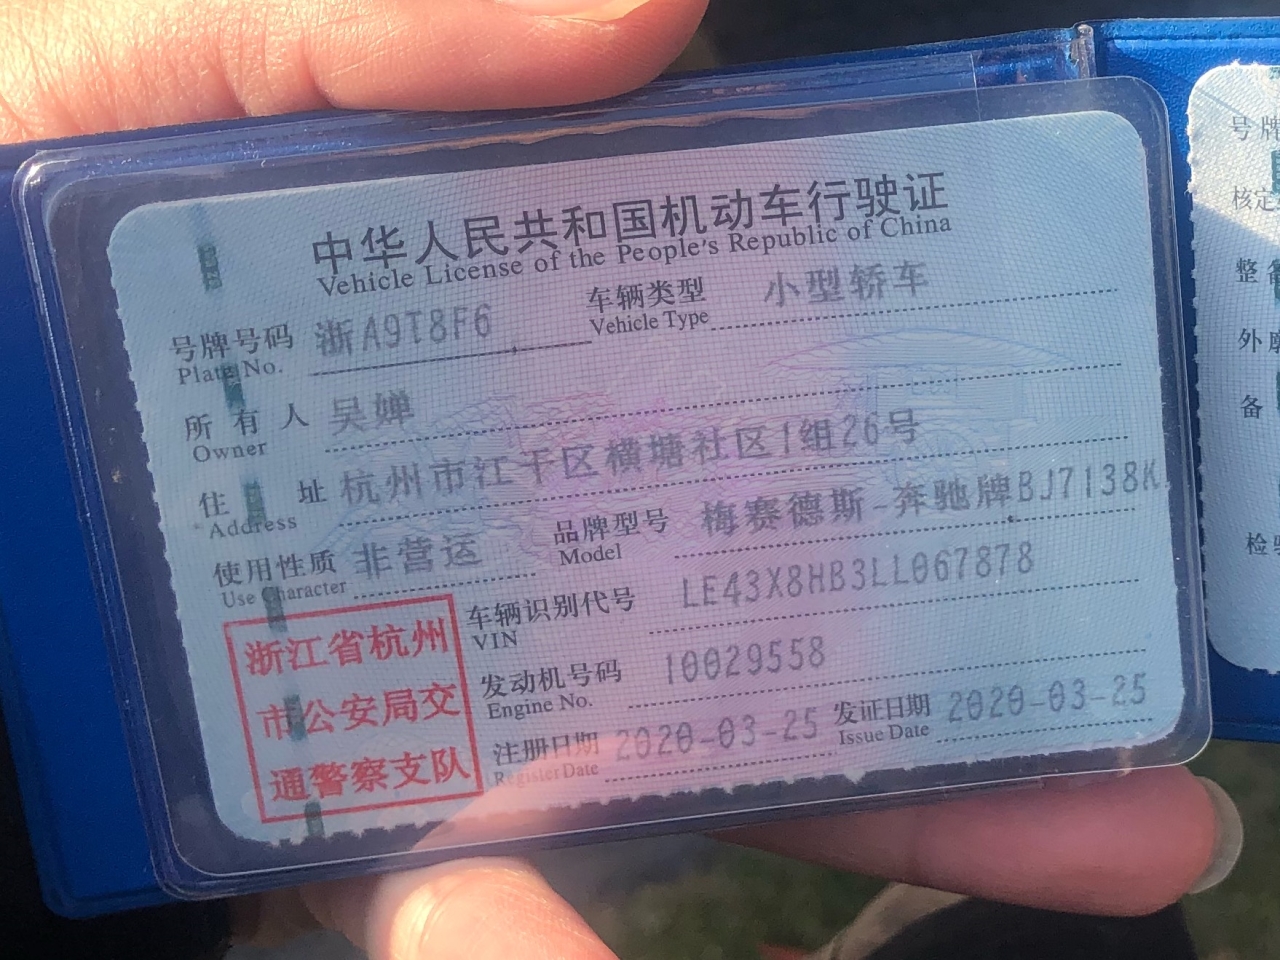 中华人民共和国机动车行驶证
Vehicle License of the People's Republic of China
号牌号码 浙A9T8F6 车辆类型 小型轿车
Plate No. Vehicle Type
所有人 吴婵
Owner
住址 杭州市江干区横塘社区1组26号
Address
使用性质 非营运 品牌型号 梅赛德斯-奔驰牌BJ7138K
Use Character Model
车辆识别代号 LE43X8HB3LL067878
VIN
发动机号码 10029558
Engine No.
注册日期 2020-03-25 发证日期 2020-03-25
Register Date Issue Date
浙江省杭州
市公安局交
通警察支队
号牌
核定
整备
外廓
备
检验